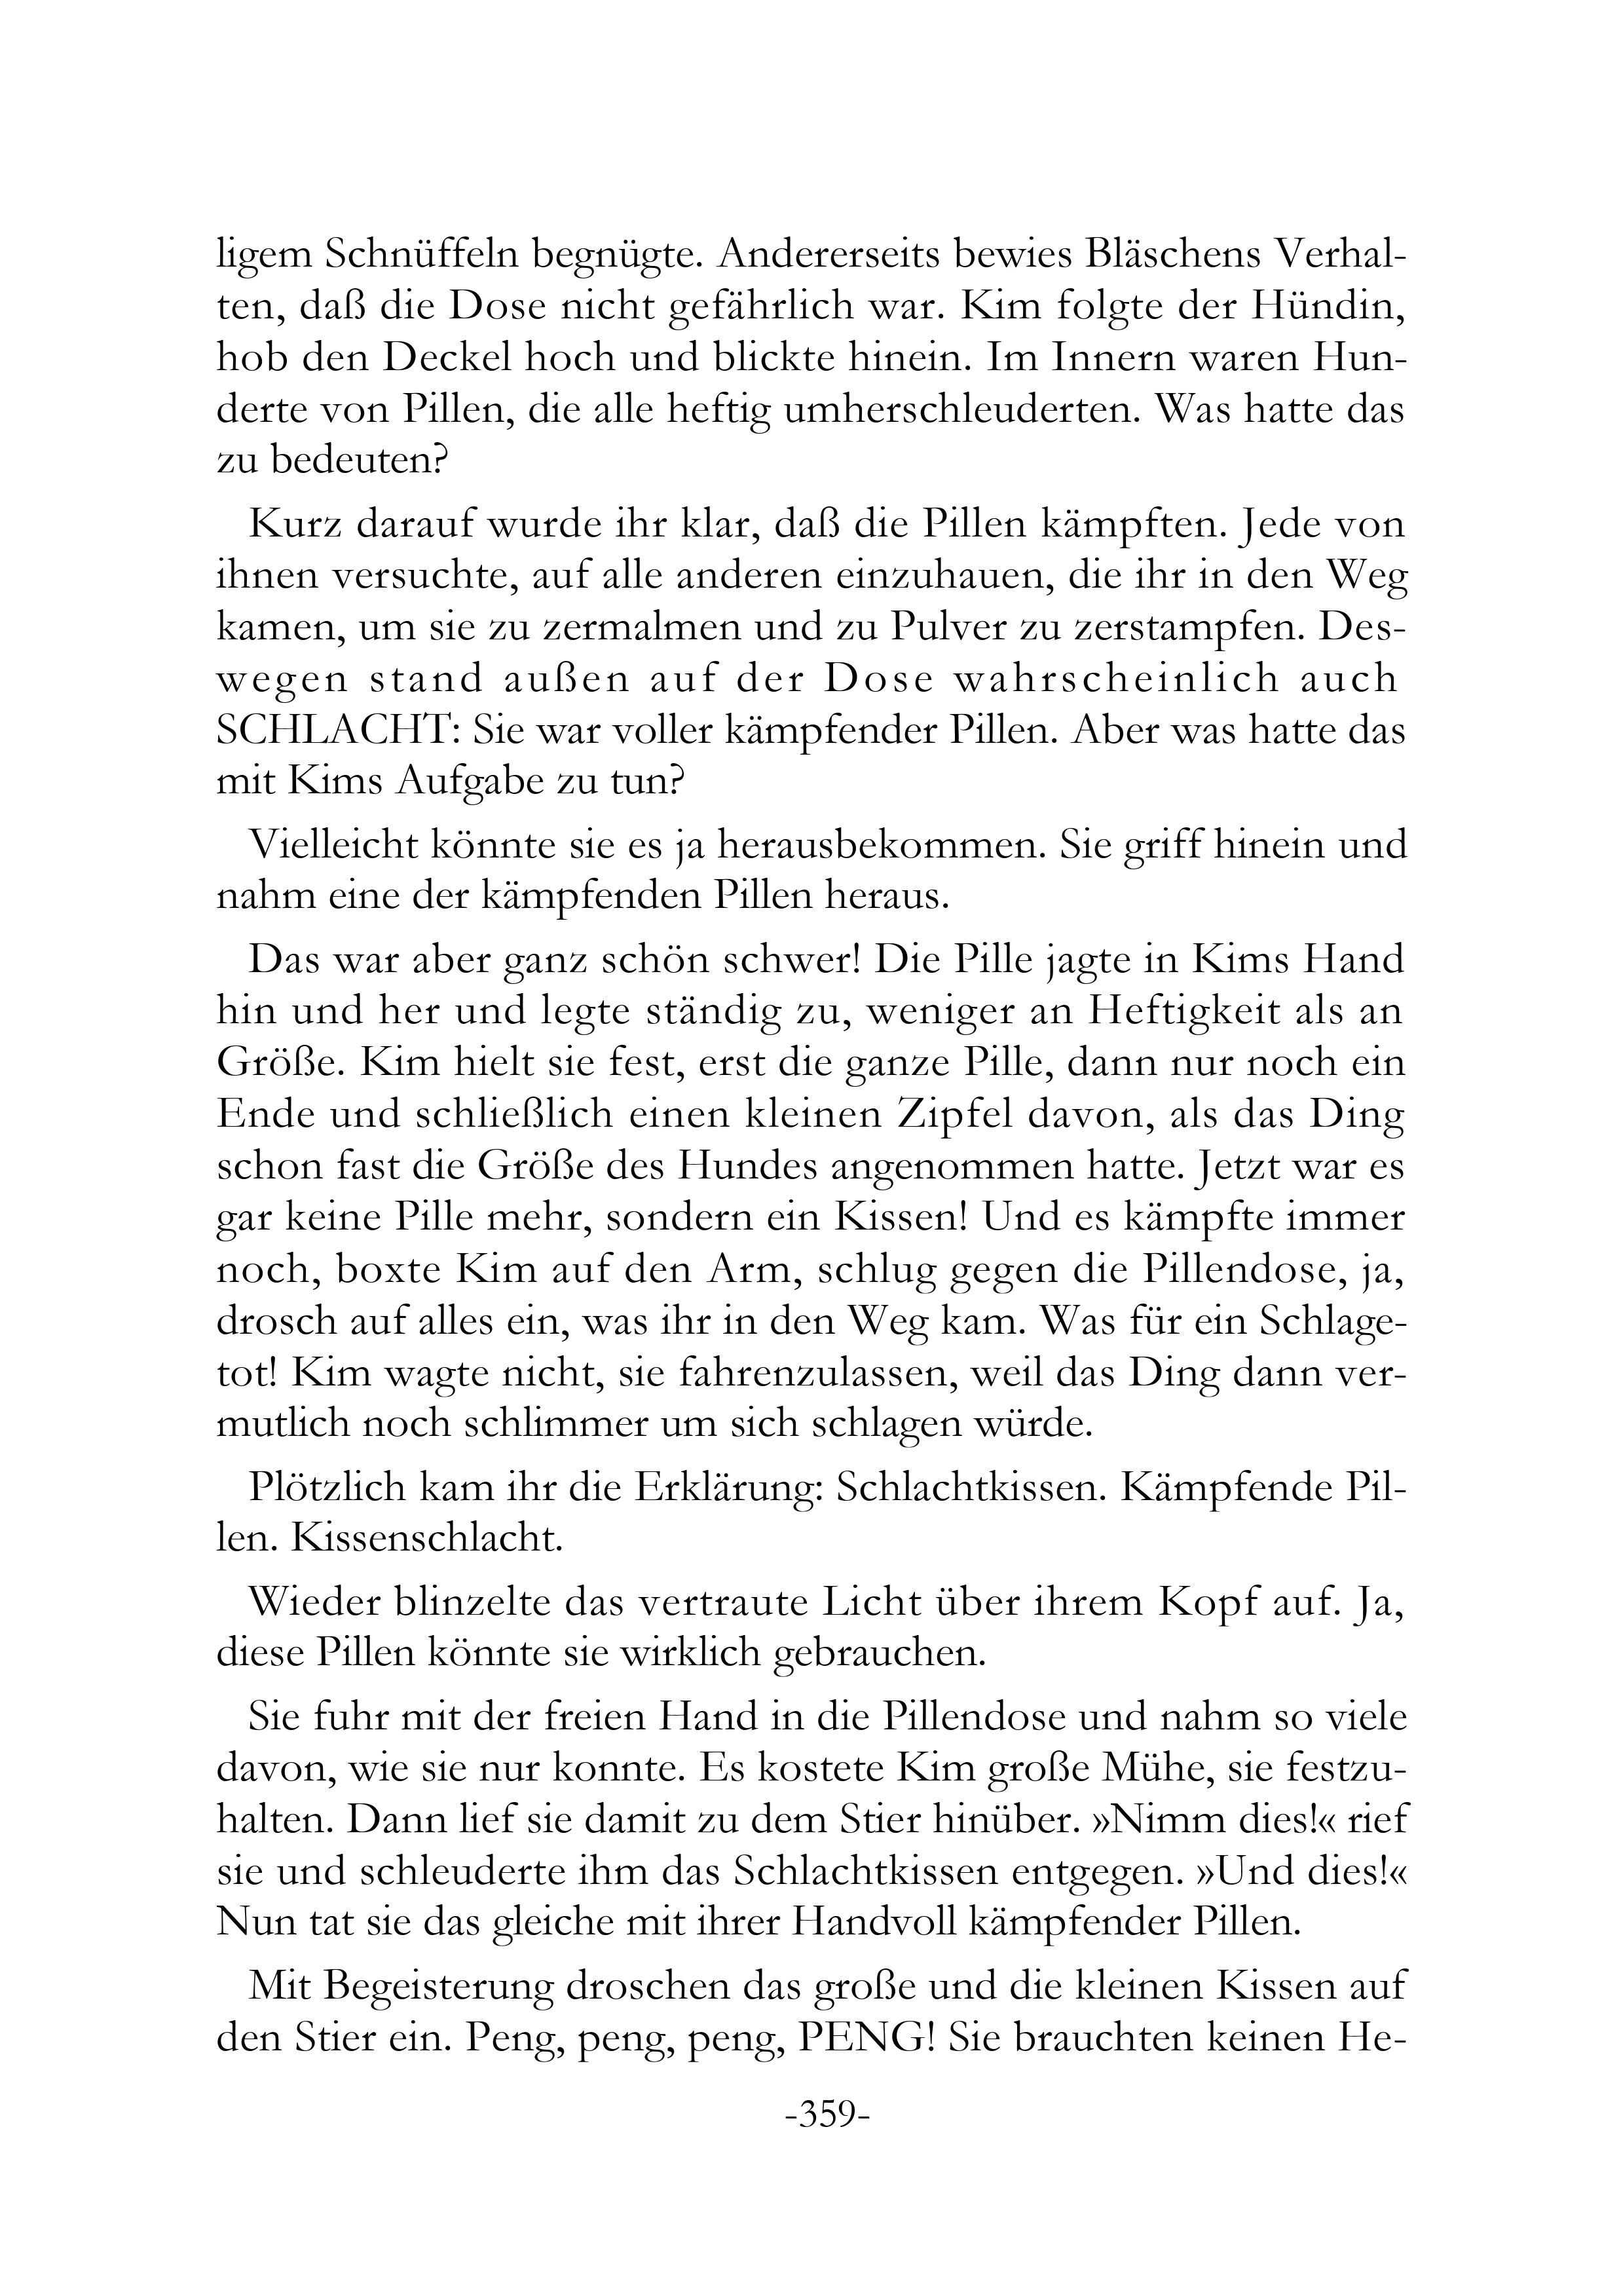 ligem Schnüffeln begnügte. Andererseits bewies Bläschens Verhal-
ten, daß die Dose nicht gefährlich war. Kim folgte der Hündin,
hob den Deckel hoch und blickte hinein. Im Innern waren Hun-
derte von Pillen, die alle heftig umherschleuderten. Was hatte das
zu bedeuten?
Kurz darauf wurde ihr klar, daß die Pillen kämpften. Jede von
ihnen versuchte, auf alle anderen einzuhauen, die ihr in den Weg
kamen, um sie zu zermalmen und zu Pulver zu zerstampfen. Des-
wegen stand außen auf der Dose wahrscheinlich auch
SCHLACHT: Sie war voller kämpfender Pillen. Aber was hatte das
mit Kims Aufgabe zu tun?
Vielleicht könnte sie es ja herausbekommen. Sie griff hinein und
nahm eine der kämpfenden Pillen heraus.
Das war aber ganz schön schwer! Die Pille jagte in Kims Hand
hin und her und legte ständig zu, weniger an Heftigkeit als an
Größe. Kim hielt sie fest, erst die ganze Pille, dann nur noch ein
Ende und schließlich einen kleinen Zipfel davon, als das Ding
schon fast die Größe des Hundes angenommen hatte. Jetzt war es
gar keine Pille mehr, sondern ein Kissen! Und es kämpfte immer
noch, boxte Kim auf den Arm, schlug gegen die Pillendose, ja,
drosch auf alles ein, was ihr in den Weg kam. Was für ein Schlage-
tot! Kim wagte nicht, sie fahrenzulassen, weil das Ding dann ver-
mutlich noch schlimmer um sich schlagen würde.
Plötzlich kam ihr die Erklärung: Schlachtkissen. Kämpfende Pil-
len. Kissenschlacht.
Wieder blinzelte das vertraute Licht über ihrem Kopf auf. Ja,
diese Pillen könnte sie wirklich gebrauchen.
Sie fuhr mit der freien Hand in die Pillendose und nahm so viele
davon, wie sie nur konnte. Es kostete Kim große Mühe, sie festzu-
halten. Dann lief sie damit zu dem Stier hinüber. »Nimm dies!« rief
sie und schleuderte ihm das Schlachtkissen entgegen. »Und dies!«
Nun tat sie das gleiche mit ihrer Handvoll kämpfender Pillen.
Mit Begeisterung droschen das große und die kleinen Kissen auf
den Stier ein. Peng, peng, peng, PENG! Sie brauchten keinen He-
-359-